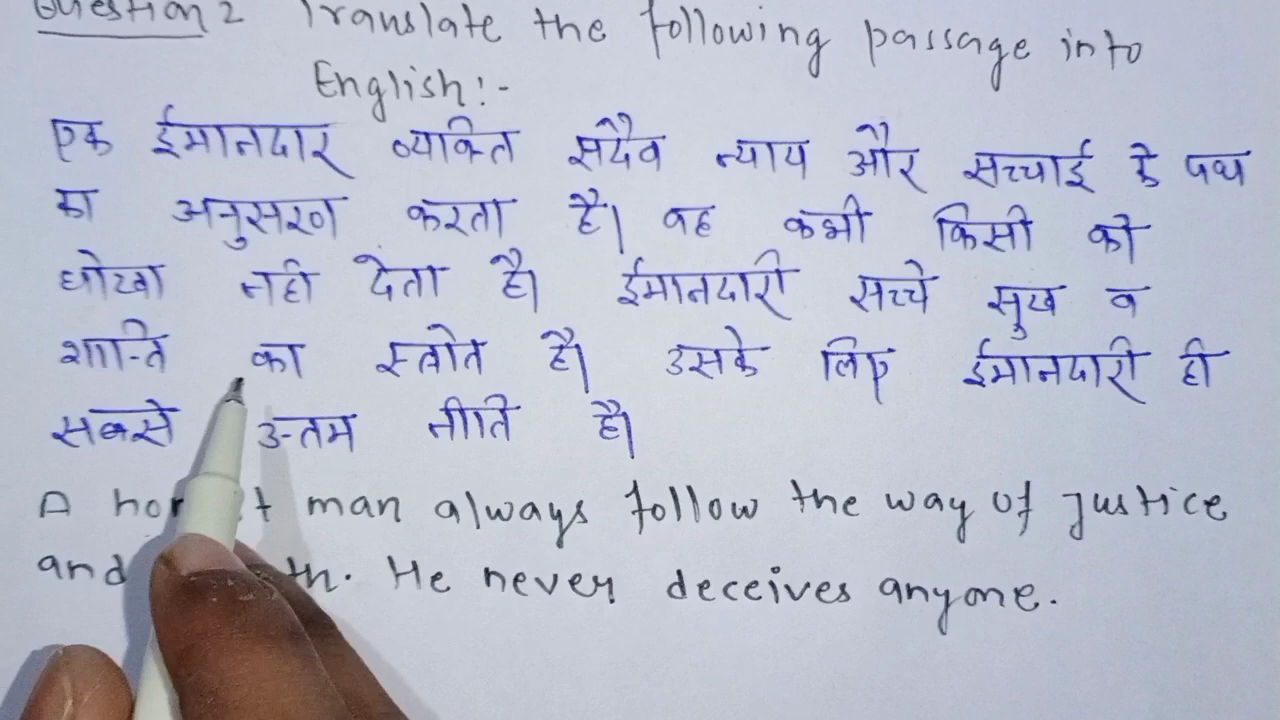 Question 2 Translate the following passage into
English:-
एक ईमानदार व्यक्ति सदैव न्याय और सच्चाई के पथ
का अनुसरण करता है। वह कभी किसी को
धोखा नही देता है। ईमानदारी सच्चे सुख व
शान्ति का स्त्रोत है। उसके लिए ईमानदारी ही
सबसे उत्तम नीति है।
A man always follow the way of justice
and He never deceives anyone.